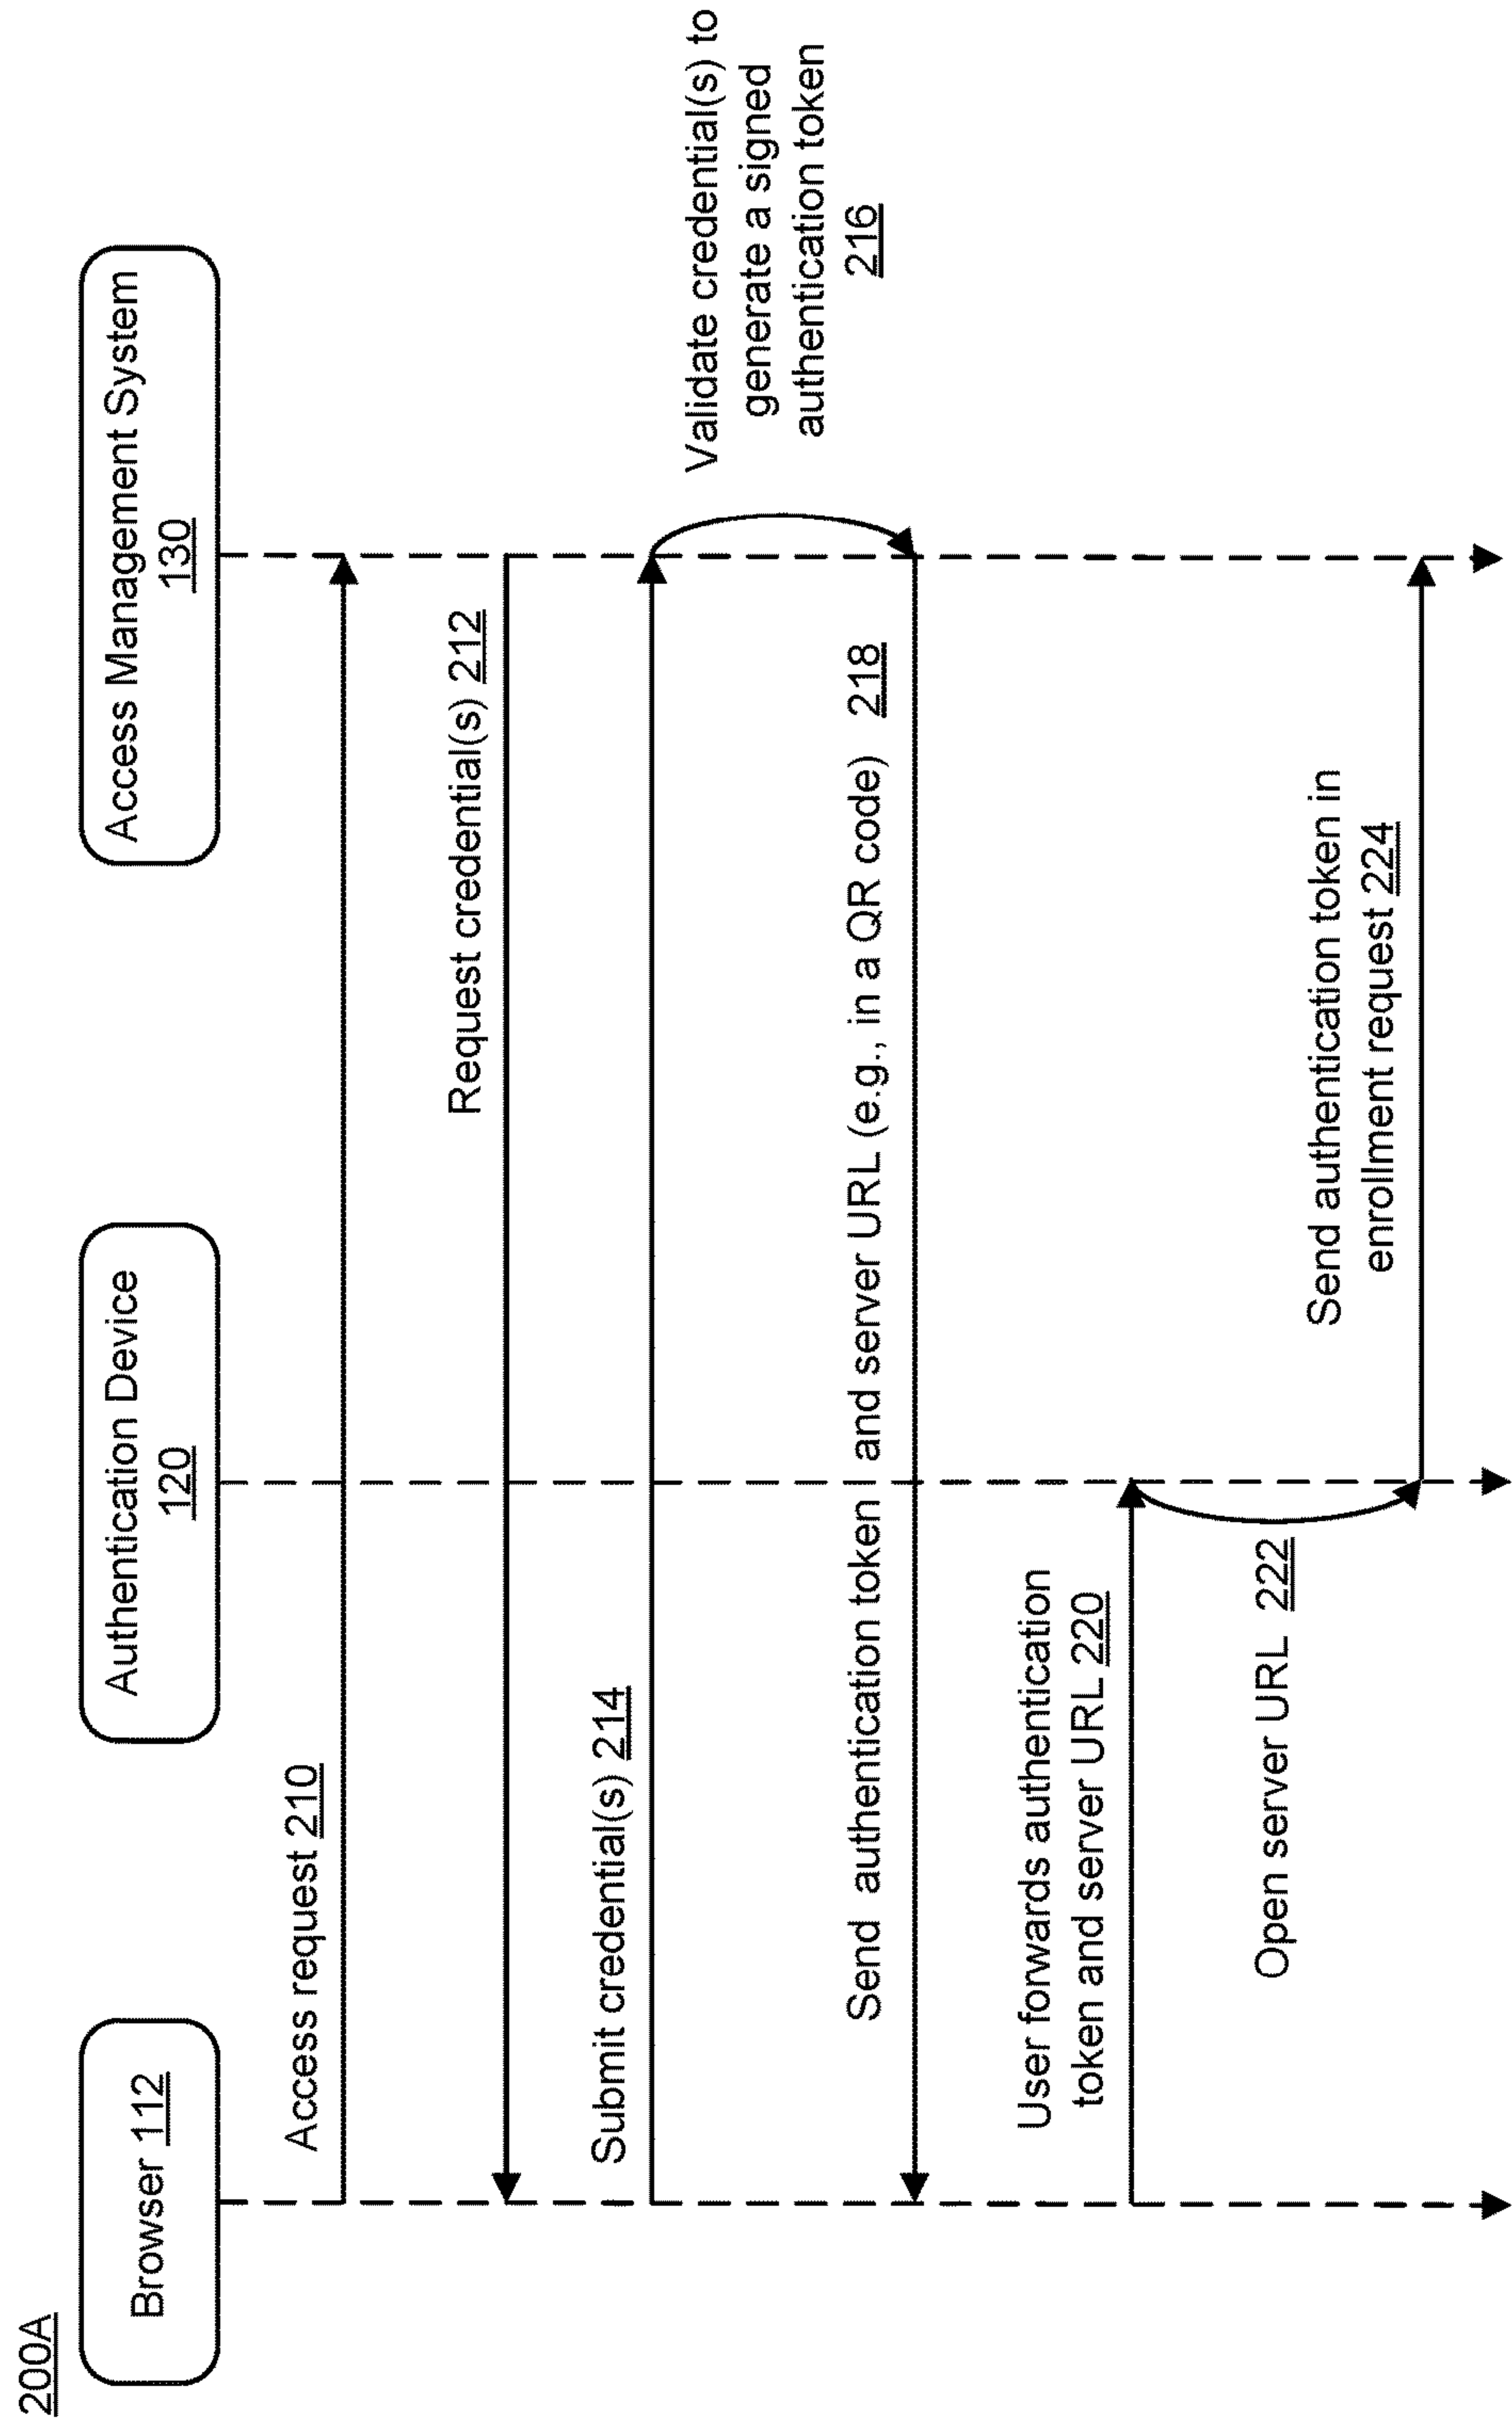 200A
Browser 112
Authentication Device
120
Access Management System
130
Access request 210
Request credential(s) 212
Submit credential(s) 214
Validate credential(s) to
generate a signed
authentication token
216
Send authentication token and server URL (e.g., in a QR code) 218
User forwards authentication
token and server URL 220
Open server URL 222
Send authentication token in
enrollment request 224